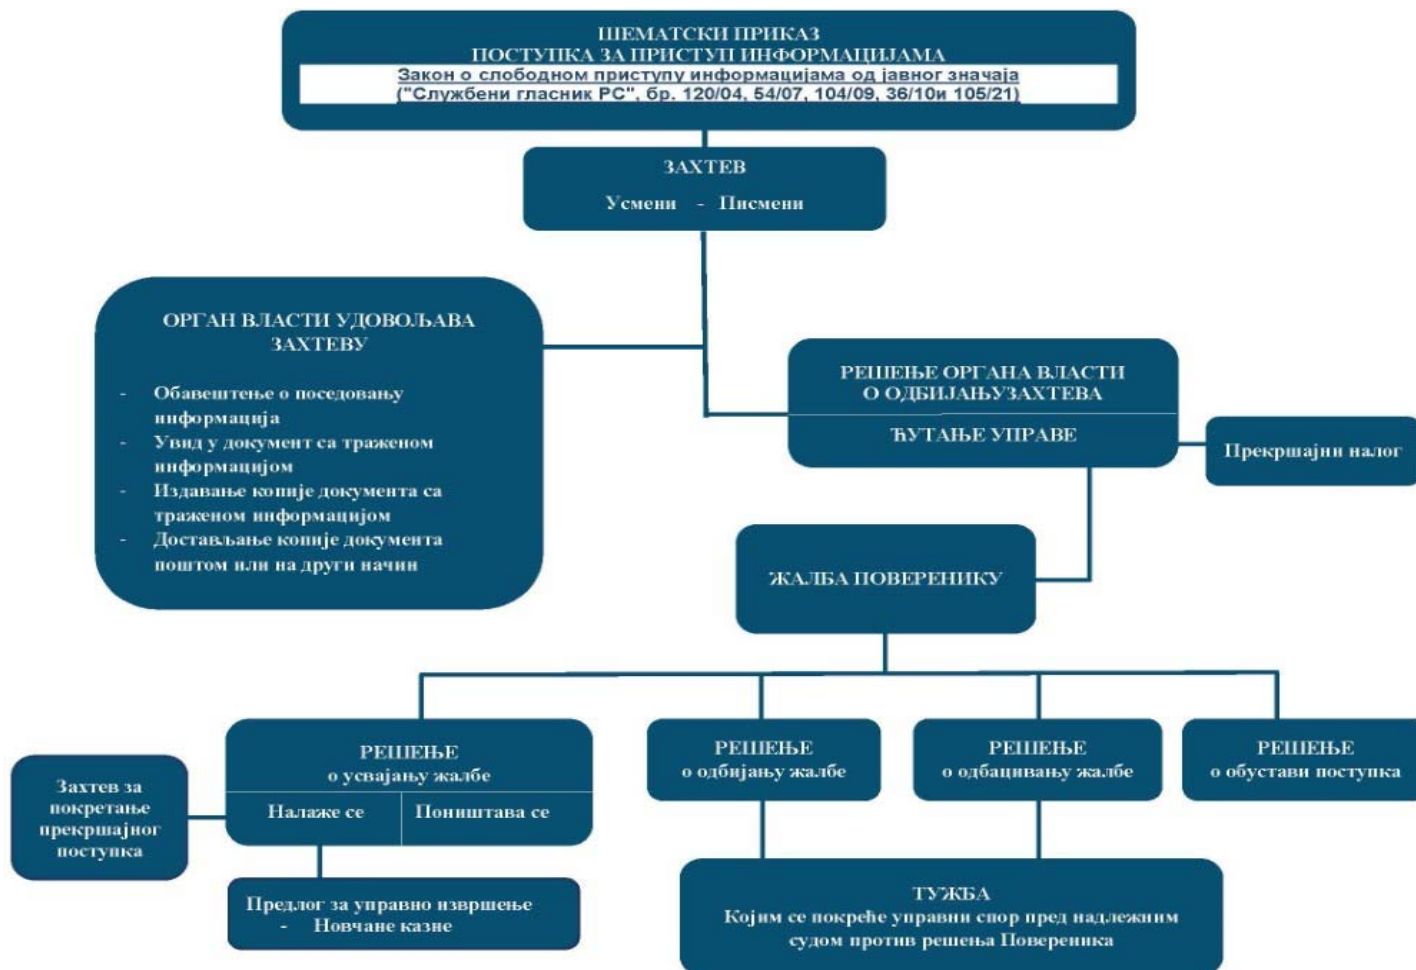 ШЕМАТСКИ ПРИКАЗ
ПОСТУПКА ЗА ПРИСТУП ИНФОРМАЦИЈАМА
Закон о слободном приступу информацијама од јавног значаја
("Службени гласник РС", бр. 120/04, 54/07, 104/09, 36/10и 105/21)
ЗАХТЕВ
Усмени - Писмени
ОРГАН ВЛАСТИ УДОВОЉАВА
ЗАХТЕВУ
- Обавештење о поседовању
информација
- Увид у документ са траженом
информацијом
- Издавање копије документа са
траженом информацијом
- Достављање копије документа
поштом или на други начин
РЕШЕЊЕ ОРГАНА ВЛАСТИ
О ОДБИЈАЊУЗАХТЕВА
ЋУТАЊЕ УПРАВЕ
Прекршајни налог
ЖАЛБА ПОВЕРЕНИКУ
РЕШЕЊЕ
о усвајању жалбе
Налаже се
Поништава се
РЕШЕЊЕ
о одбијању жалбе
РЕШЕЊЕ
о одбацивању жалбе
РЕШЕЊЕ
о обустави поступка
Захтев за
покретање
прекршајног
поступка
Предлог за управно извршење
- Новчане казне
ТУЖБА
Којим се покреће управни спор пред надлежним
судом против решења Повереника